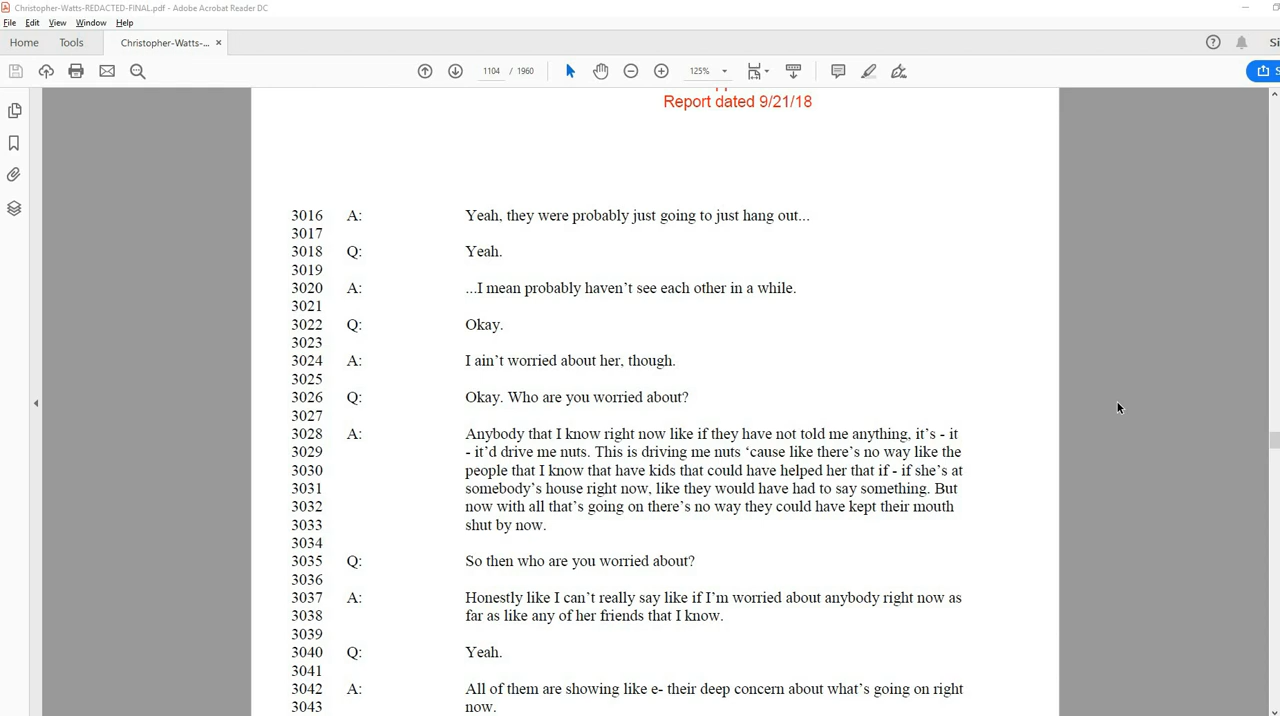 Christopher-Watts-REDACTED-FINAL.pdf - Adobe Acrobat Reader DC
File Edit View Window Help
Home Tools Christopher-Watts-... ×
1104 / 1960 125%
Report dated 9/21/18
3016 A: Yeah, they were probably just going to just hang out...
3017
3018 Q: Yeah.
3019
3020 A: ...I mean probably haven't see each other in a while.
3021
3022 Q: Okay.
3023
3024 A: I ain't worried about her, though.
3025
3026 Q: Okay. Who are you worried about?
3027
3028 A: Anybody that I know right now like if they have not told me anything, it's - it
3029 - it'd drive me nuts. This is driving me nuts 'cause like there's no way like the
3030 people that I know that have kids that could have helped her that if - if she's at
3031 somebody's house right now, like they would have had to say something. But
3032 now with all that's going on there's no way they could have kept their mouth
3033 shut by now.
3034
3035 Q: So then who are you worried about?
3036
3037 A: Honestly like I can't really say like if I'm worried about anybody right now as
3038 far as like any of her friends that I know.
3039
3040 Q: Yeah.
3041
3042 A: All of them are showing like e- their deep concern about what's going on right
3043 now.